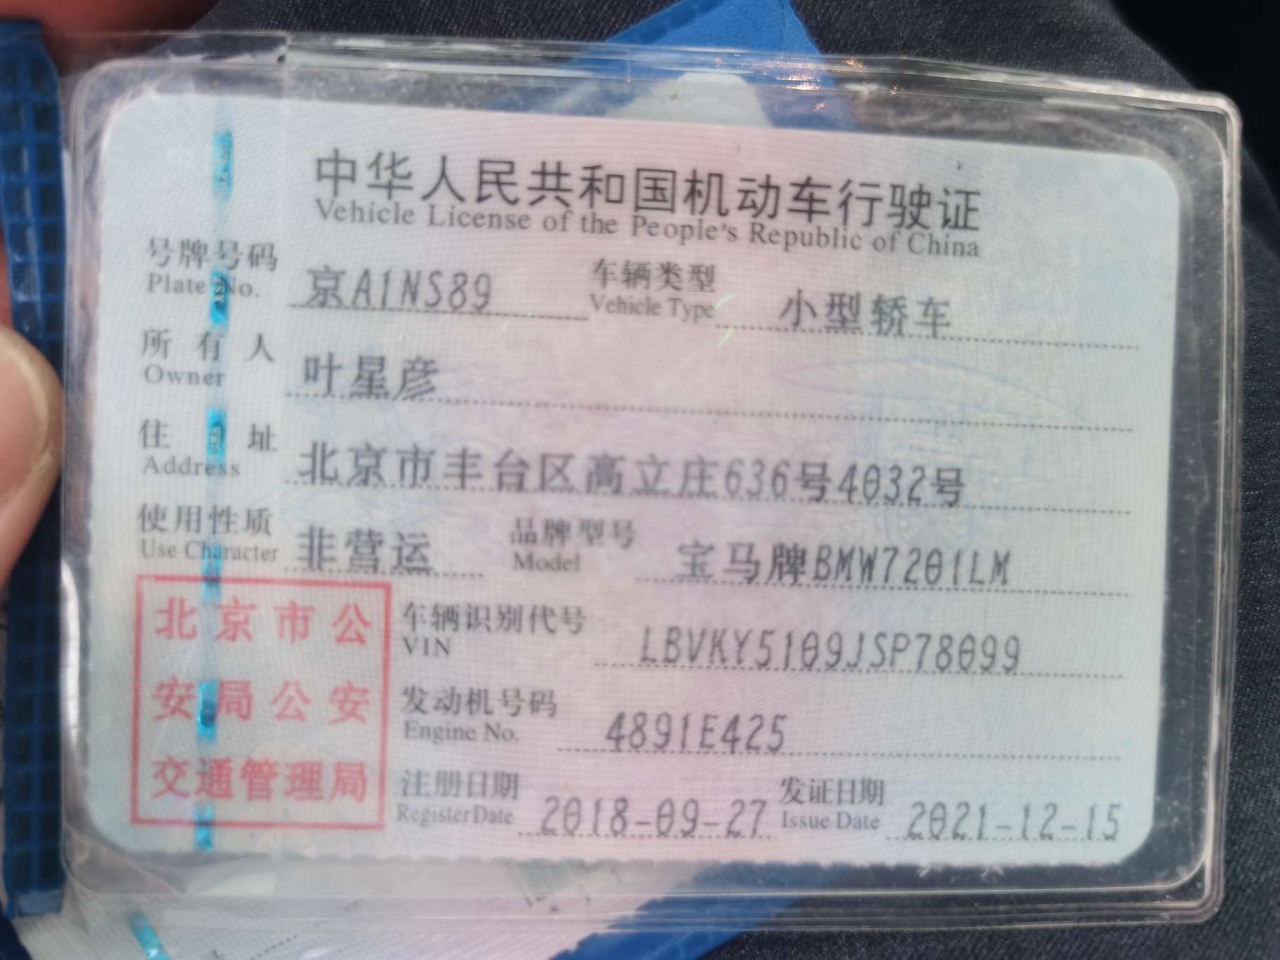 中华人民共和国机动车行驶证
Vehicle License of the People's Republic of China
号牌号码 京A1NS89 车辆类型 小型轿车
Plate No. Vehicle Type
所有人 叶星彦
Owner
住址 北京市丰台区高立庄636号4032号
Address
使用性质 非营运 品牌型号 宝马牌BMW7201LM
Use Character Model
北京市公
安局公安
交通管理局
车辆识别代号 LBVKY5109JSP78099
VIN
发动机号码 4891E425
Engine No.
注册日期 2018-09-27 发证日期 2021-12-15
Register Date Issue Date